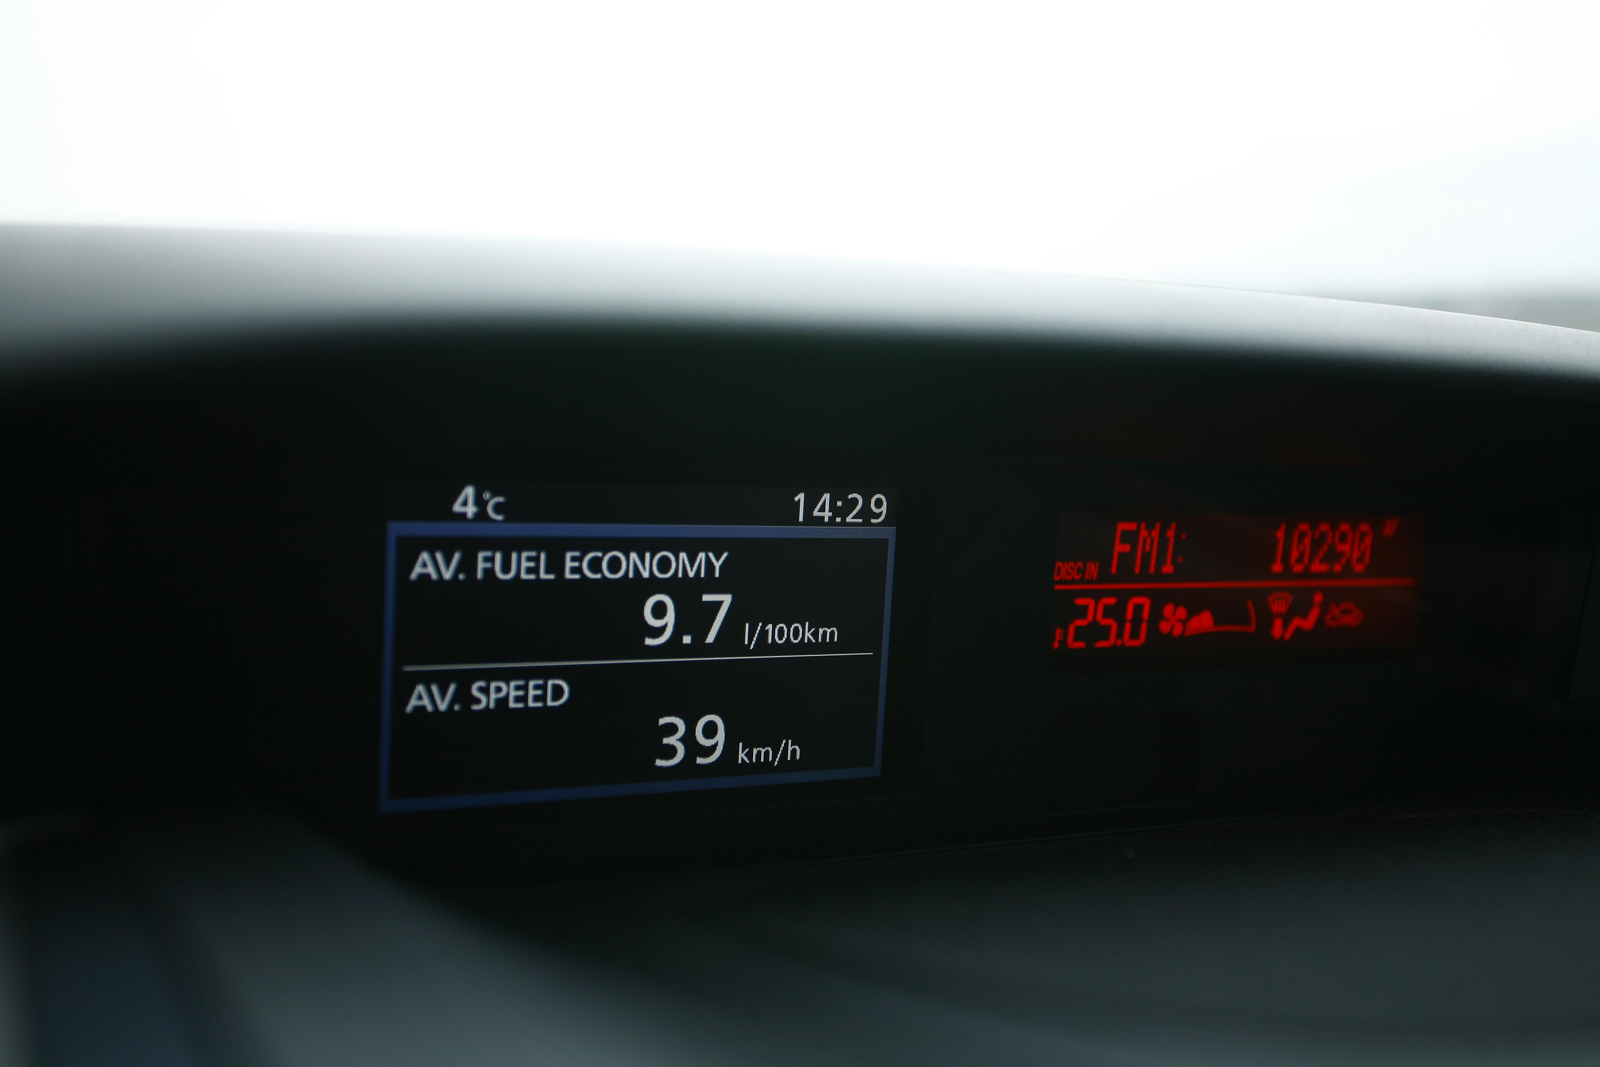 4°C 14:29
AV. FUEL ECONOMY
9.7 l/100km
AV. SPEED
39 km/h
DISC IN FM1: 10290
25.0